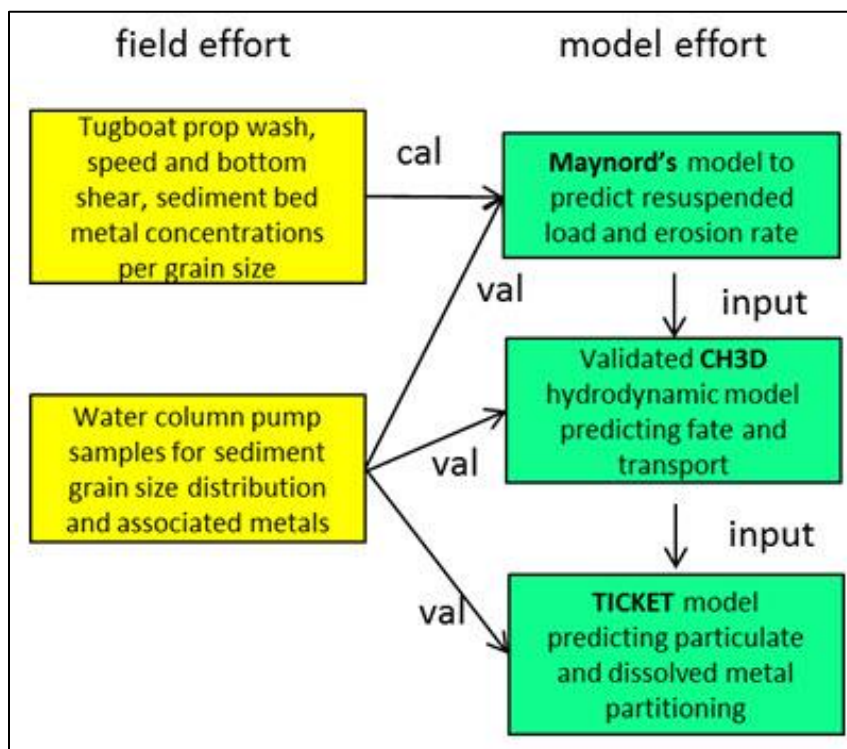 field effort
model effort
Tugboat prop wash,
speed and bottom
shear, sediment bed
metal concentrations
per grain size
cal
Maynord's model to
predict resuspended
load and erosion rate
val
input
Water column pump
samples for sediment
grain size distribution
and associated metals
val
Validated CH3D
hydrodynamic model
predicting fate and
transport
input
val
TICKET model
predicting particulate
and dissolved metal
partitioning